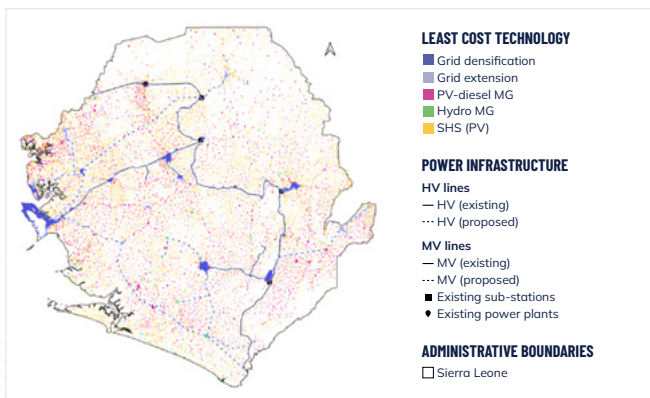 LEAST COST TECHNOLOGY
Grid densification
Grid extension
PV-diesel MG
Hydro MG
SHS (PV)
POWER INFRASTRUCTURE
HV lines
HV (existing)
HV (proposed)
MV lines
MV (existing)
MV (proposed)
Existing sub-stations
Existing power plants
ADMINISTRATIVE BOUNDARIES
Sierra Leone